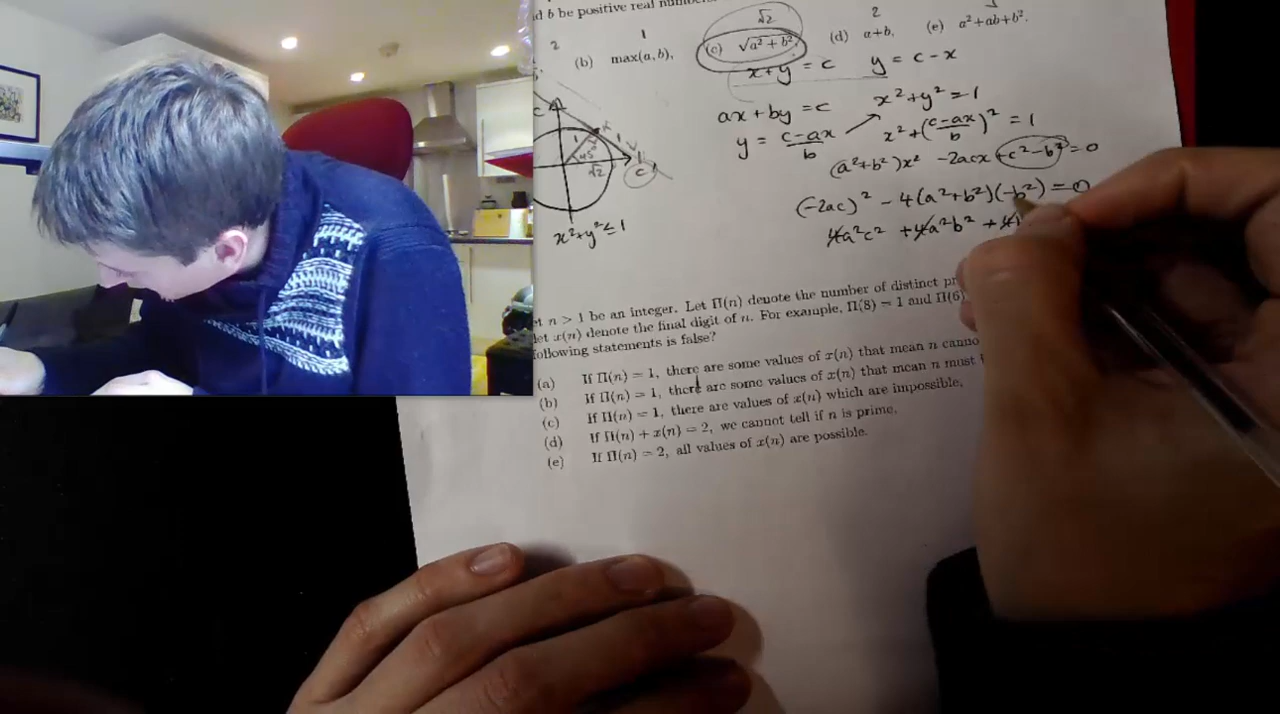 d b be positive real numbers
2 1 √2 2
(b) max(a, b), (c) √a² + b², (d) a+b, (e) a²+ab+b².
x+y = c y = c-x
ax+by = c x²+y² = 1
y = c-ax/b x²+(c-ax/b)² = 1
(a²+b²)x² -2acx +c²-b² = 0
(-2ac)² - 4(a²+b²)(-b²) = 0
4a²c² + 4a²b² + 4
c 1 1 45° √2 c
x²+y²≤1
et n > 1 be an integer. Let Π(n) denote the number of distinct pr
let x(n) denote the final digit of n. For example, Π(8) = 1 and Π(6)
following statements is false?
(a) If Π(n) = 1, there are some values of x(n) that mean n canno
(b) If Π(n) = 1, there are some values of x(n) that mean n must
(c) If Π(n) = 1, there are values of x(n) which are impossible.
(d) If Π(n) + x(n) = 2, we cannot tell if n is prime.
(e) If Π(n) = 2, all values of x(n) are possible.